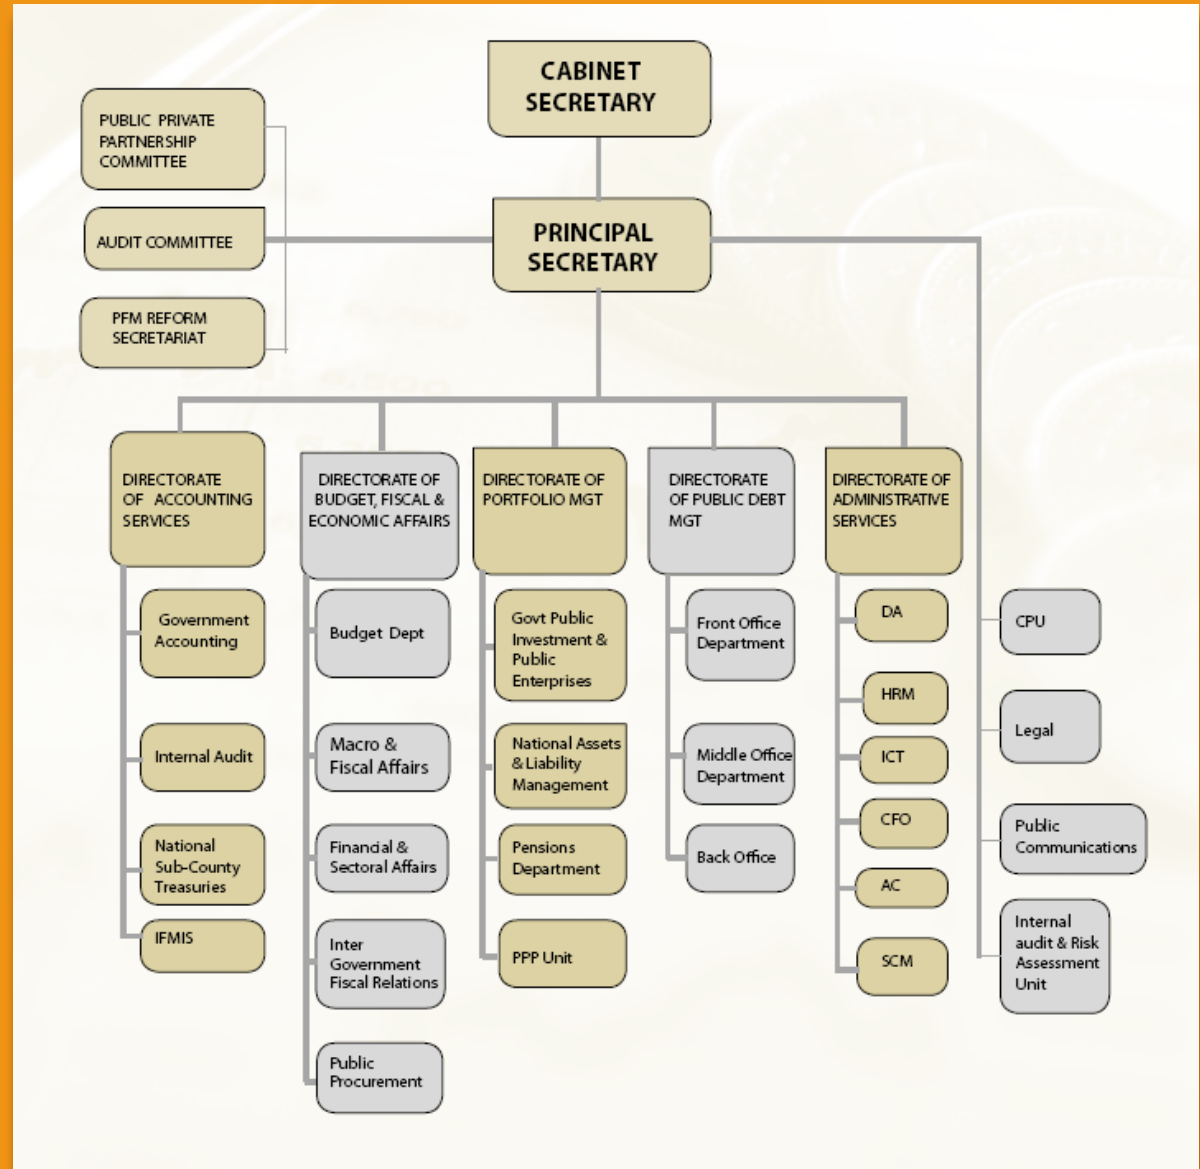 CABINET
SECRETARY
PUBLIC PRIVATE
PARTNERSHIP
COMMITTEE
AUDIT COMMITTEE
PFM REFORM
SECRETARIAT
PRINCIPAL
SECRETARY
DIRECTORATE
OF ACCOUNTING
SERVICES
Government
Accounting
Internal Audit
National
Sub-County
Treasuries
IFMIS
DIRECTORATE OF
BUDGET, FISCAL &
ECONOMIC AFFAIRS
Budget Dept
Macro &
Fiscal Affairs
Financial &
Sectoral Affairs
Inter
Government
Fiscal Relations
Public
Procurement
DIRECTORATE OF
PORTFOLIO MGT
Govt Public
Investment &
Public
Enterprises
National Assets
& Liability
Management
Pensions
Department
PPP Unit
DIRECTORATE
OF PUBLIC DEBT
MGT
Front Office
Department
Middle Office
Department
Back Office
DIRECTORATE OF
ADMINISTRATIVE
SERVICES
DA
HRM
ICT
CFO
AC
SCM
CPU
Legal
Public
Communications
Internal
audit & Risk
Assessment
Unit